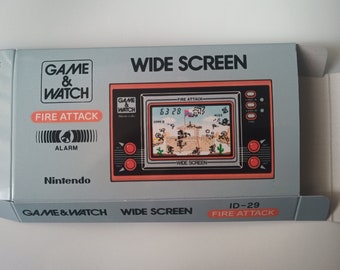 GAME
&
WATCH
WIDE SCREEN
FIRE ATTACK
ALARM
Nintendo
GAME
&
WATCH
FIRE ATTACK
WIDE SCREEN
GAME&WATCH WIDE SCREEN ID-29
FIRE ATTACK